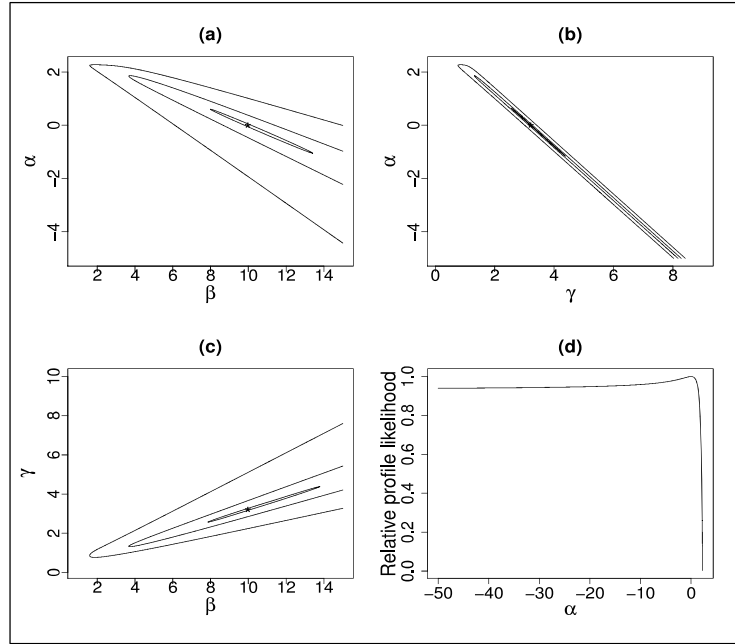 (a)
α
2
0
−2
−4
2 4 6 8 10 12 14
β
(b)
α
2
0
−2
−4
0 2 4 6 8
γ
(c)
γ
10
8
6
4
2
0
2 4 6 8 10 12 14
β
(d)
Relative profile likelihood
1.0
0.8
0.6
0.4
0.2
0.0
−50 −40 −30 −20 −10 0
α